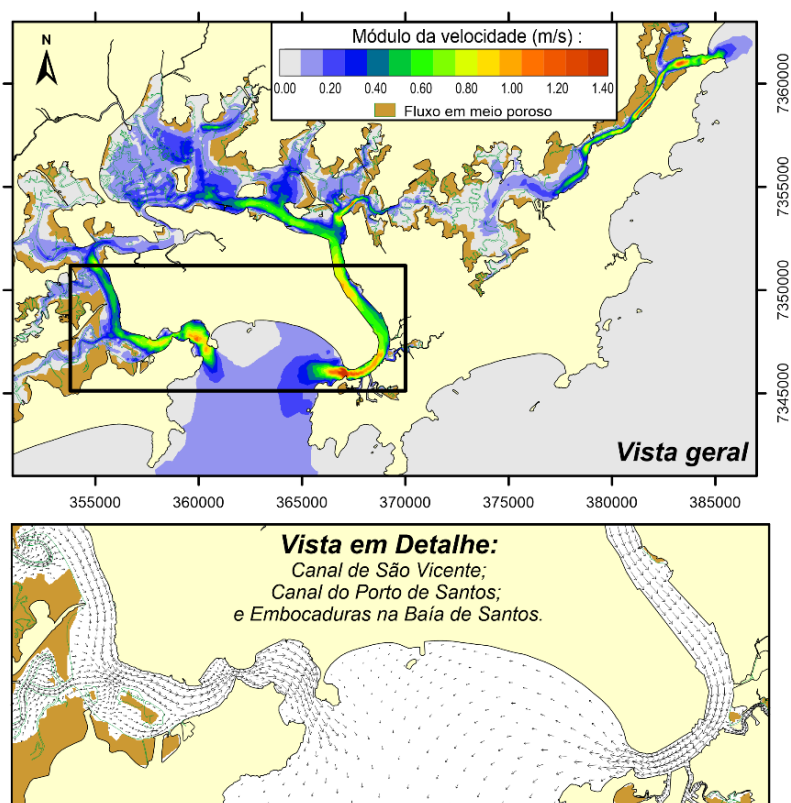 Módulo da velocidade (m/s) :
N
0.00 0.20 0.40 0.60 0.80 1.00 1.20 1.40
Fluxo em meio poroso
7360000
7355000
7350000
7345000
Vista geral
355000 360000 365000 370000 375000 380000 385000
Vista em Detalhe:
Canal de São Vicente;
Canal do Porto de Santos;
e Embocaduras na Baía de Santos.